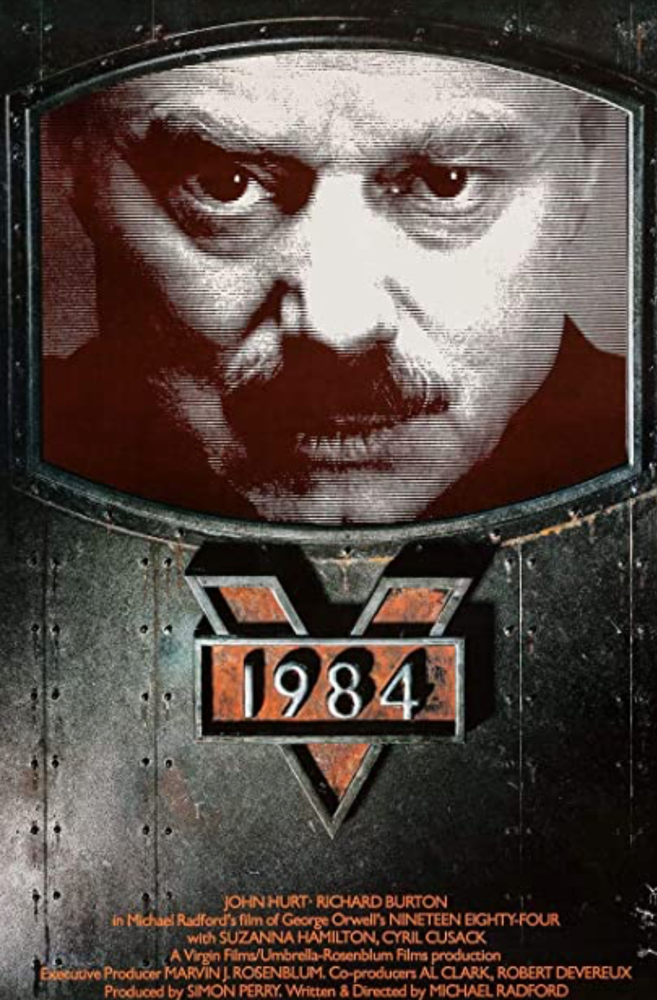 1984
JOHN HURT · RICHARD BURTON
in Michael Radford's film of George Orwell's NINETEEN EIGHTY-FOUR
with SUZANNA HAMILTON, CYRIL CUSACK
A Virgin Films/Umbrella-Rosenblum Films production
Executive Producer MARVIN J. ROSENBLUM. Co-producers AL CLARK, ROBERT DEVEREUX
Produced by SIMON PERRY. Written & Directed by MICHAEL RADFORD